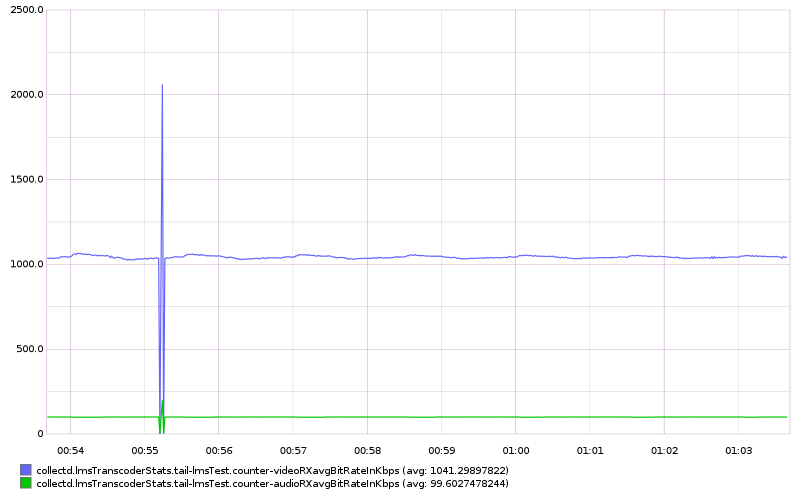 2500.0
2000.0
1500.0
1000.0
500.0
0
00:54 00:55 00:56 00:57 00:58 00:59 01:00 01:01 01:02 01:03
collectd.lmsTranscoderStats.tail-lmsTest.counter-videoRXavgBitRateInKbps (avg: 1041.29897822)
collectd.lmsTranscoderStats.tail-lmsTest.counter-audioRXavgBitRateInKbps (avg: 99.6027478244)